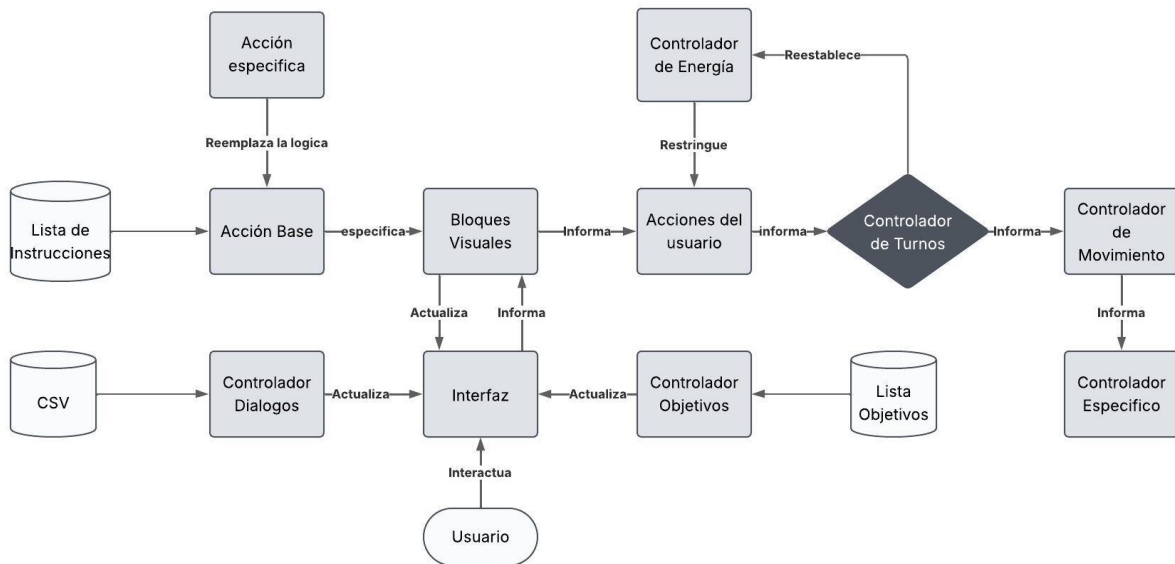 Acción
especifica
Controlador
de Energía
Reestablece
Reemplaza la logica
Restringue
Lista de
Instrucciones
Acción Base
especifica
Bloques
Visuales
Informa
Acciones del
usuario
informa
Controlador
de Turnos
Informa
Controlador
de
Movimiento
Actualiza
Informa
Informa
CSV
Controlador
Dialogos
Actualiza
Interfaz
Actualiza
Controlador
Objetivos
Lista
Objetivos
Controlador
Especifico
Interactua
Usuario